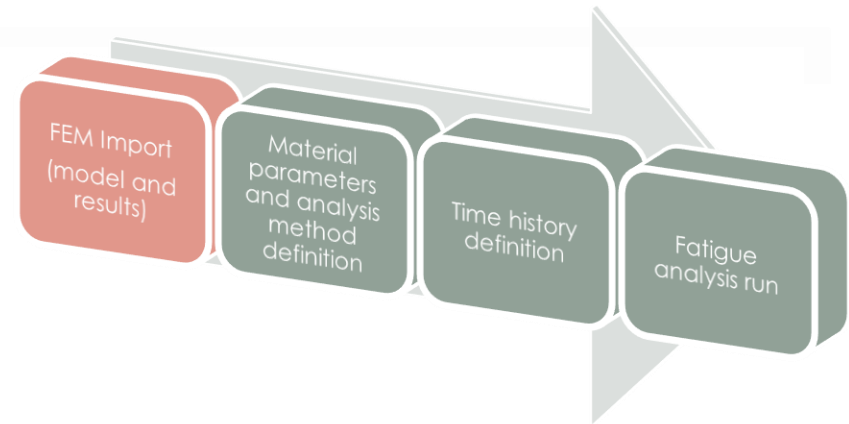 FEM Import
(model and
results)
Material
parameters
and analysis
method
definition
Time history
definition
Fatigue
analysis run